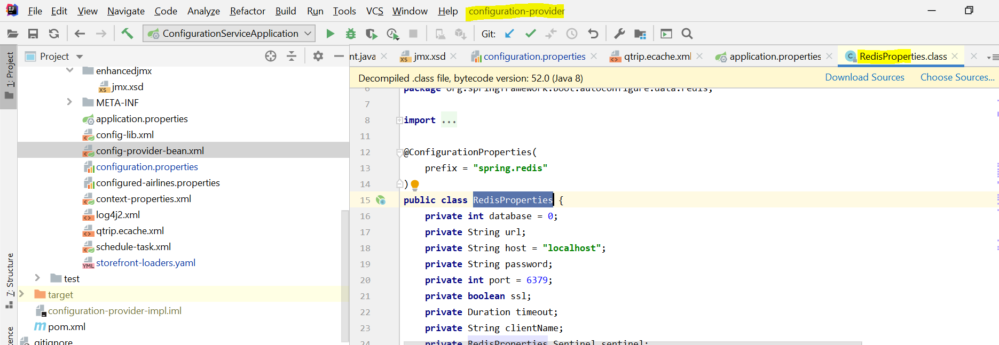 File Edit View Navigate Code Analyze Refactor Build Run Tools VCS Window Help configuration-provider
ConfigurationServiceApplication Git:
1: Project
7: Structure
Project
enhancedjmx
jmx.xsd
META-INF
application.properties
config-lib.xml
config-provider-bean.xml
configuration.properties
configured-airlines.properties
context-properties.xml
log4j2.xml
qtrip.ecache.xml
schedule-task.xml
storefront-loaders.yaml
test
target
configuration-provider-impl.iml
pom.xml
.gitignore
nt.java jmx.xsd configuration.properties qtrip.ecache.xml application.properties RedisProperties.class
Decompiled .class file, bytecode version: 52.0 (Java 8) Download Sources Choose Sources...
6 package org.springframework.boot.autoconfigure.data.redis;
7
8 import ...
11
12 @ConfigurationProperties(
13 prefix = "spring.redis"
14 )
15 public class RedisProperties {
16 private int database = 0;
17 private String url;
18 private String host = "localhost";
19 private String password;
20 private int port = 6379;
21 private boolean ssl;
22 private Duration timeout;
23 private String clientName;
24 private RedisProperties.Sentinel sentinel;